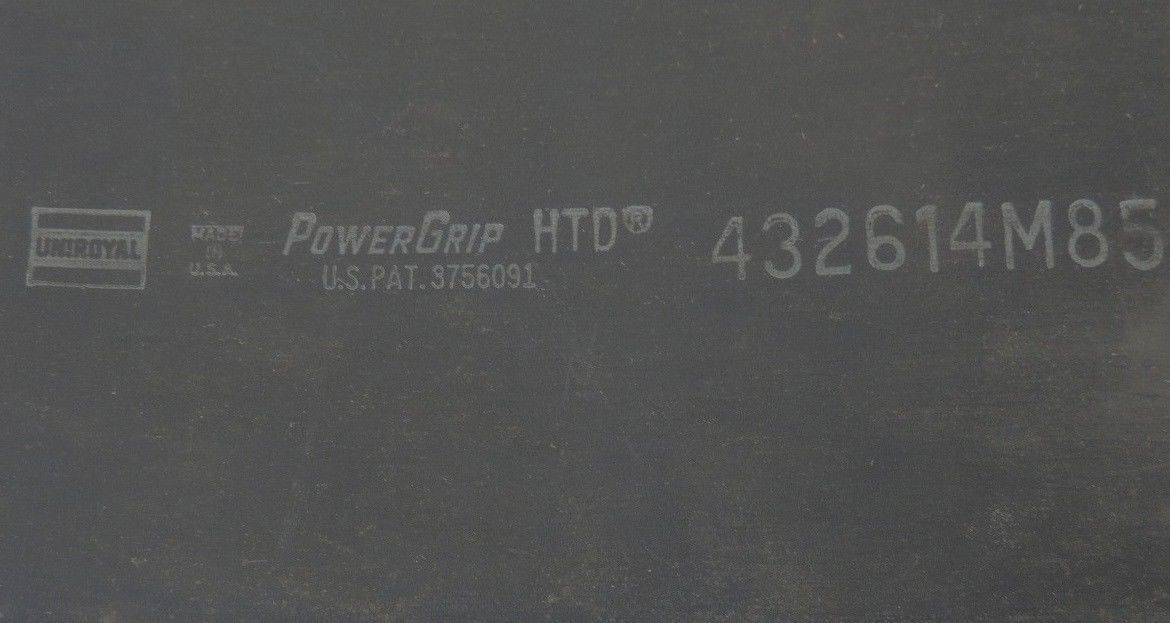 UNIROYAL
MADE
IN
U.S.A.
POWERGRIP HTD® 432614M85
U.S. PAT. 3756091